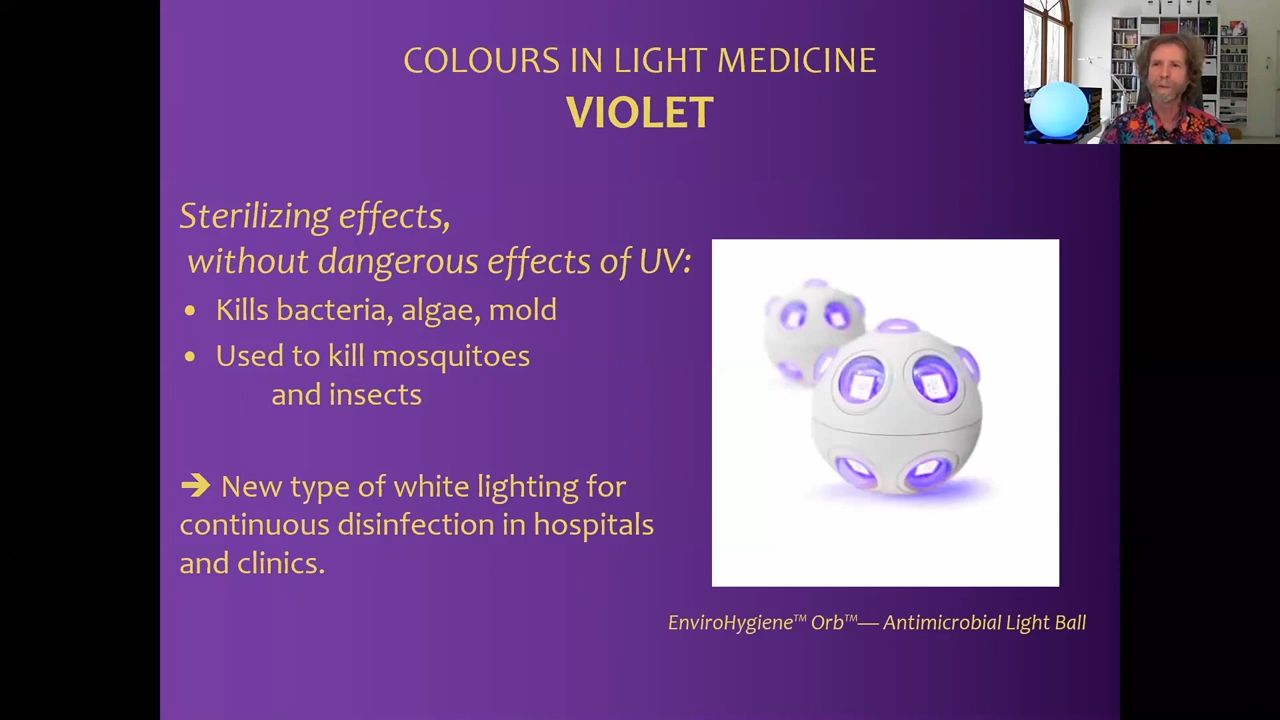 COLOURS IN LIGHT MEDICINE
VIOLET
Sterilizing effects,
without dangerous effects of UV:
• Kills bacteria, algae, mold
• Used to kill mosquitoes
and insects
➔ New type of white lighting for
continuous disinfection in hospitals
and clinics.
EnviroHygiene™ Orb™— Antimicrobial Light Ball